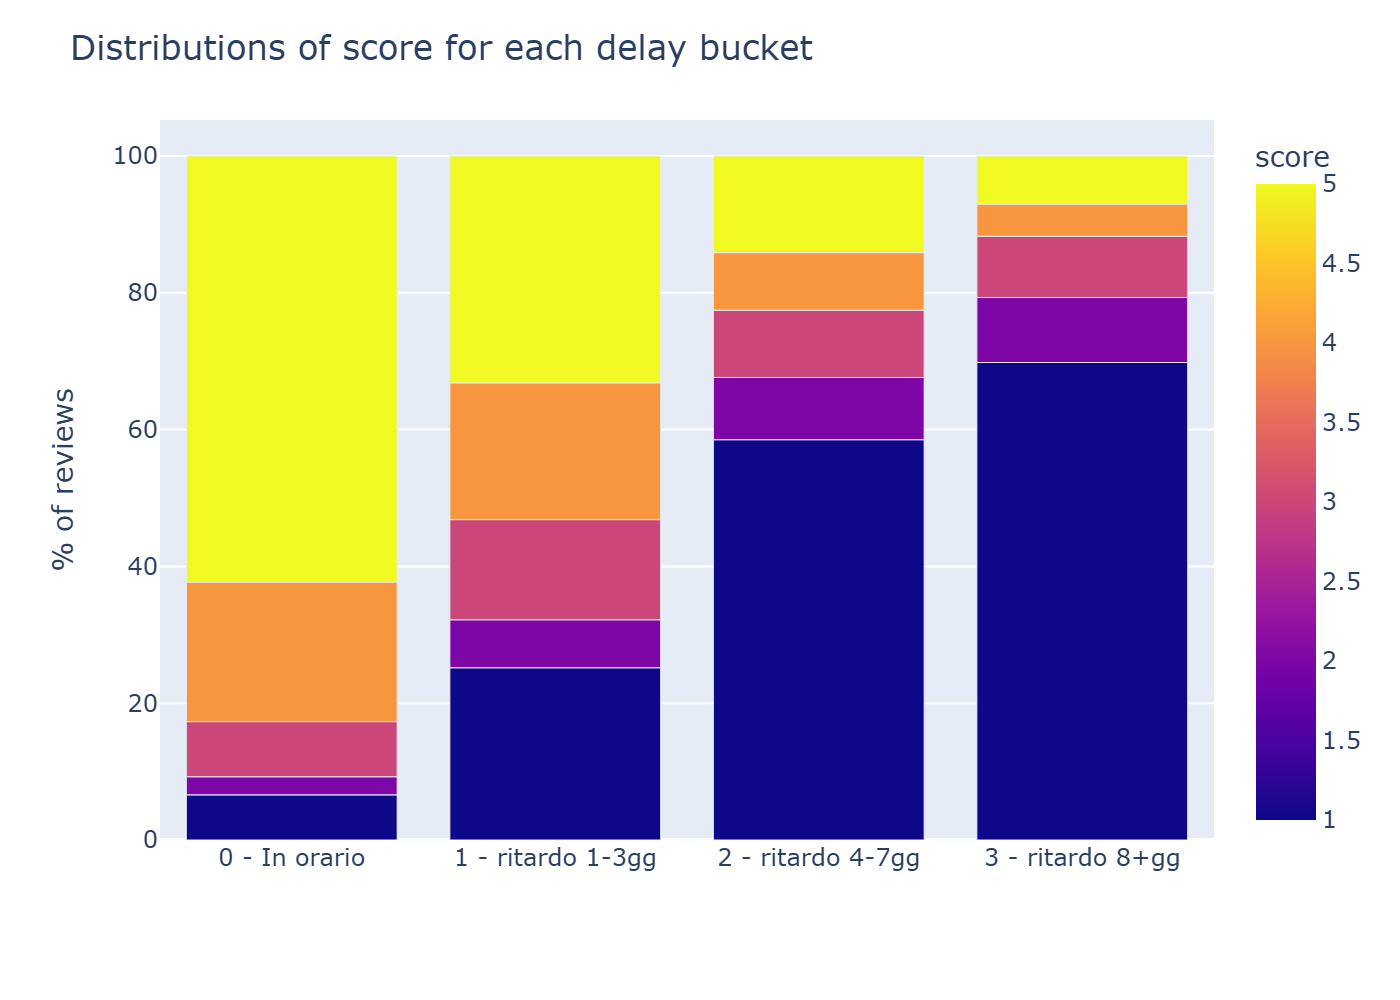 Distributions of score for each delay bucket
% of reviews
100
80
60
40
20
0
0 - In orario
1 - ritardo 1-3gg
2 - ritardo 4-7gg
3 - ritardo 8+gg
score
5
4.5
4
3.5
3
2.5
2
1.5
1